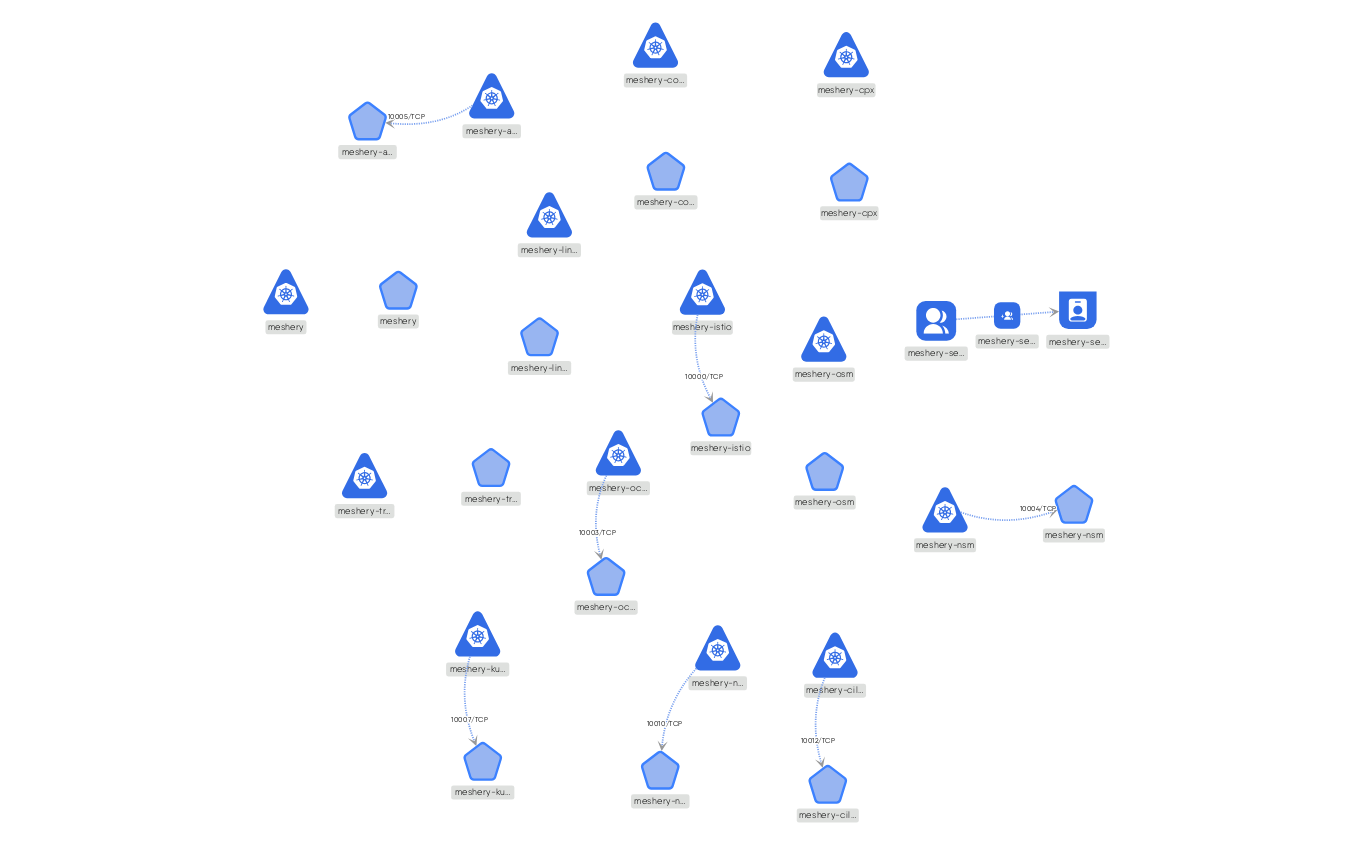 meshery-co...
meshery-cpx
10005/TCP
meshery-a...
meshery-a...
meshery-co...
meshery-cpx
meshery-lin...
meshery
meshery
meshery-istio
meshery-se...
meshery-se...
meshery-se...
meshery-lin...
meshery-osm
10000/TCP
meshery-istio
meshery-tr...
meshery-tr...
meshery-oc...
meshery-osm
10004/TCP
meshery-nsm
meshery-nsm
10003/TCP
meshery-oc...
meshery-ku...
meshery-n...
meshery-cil...
10007/TCP
10010/TCP
10012/TCP
meshery-ku...
meshery-n...
meshery-cil...